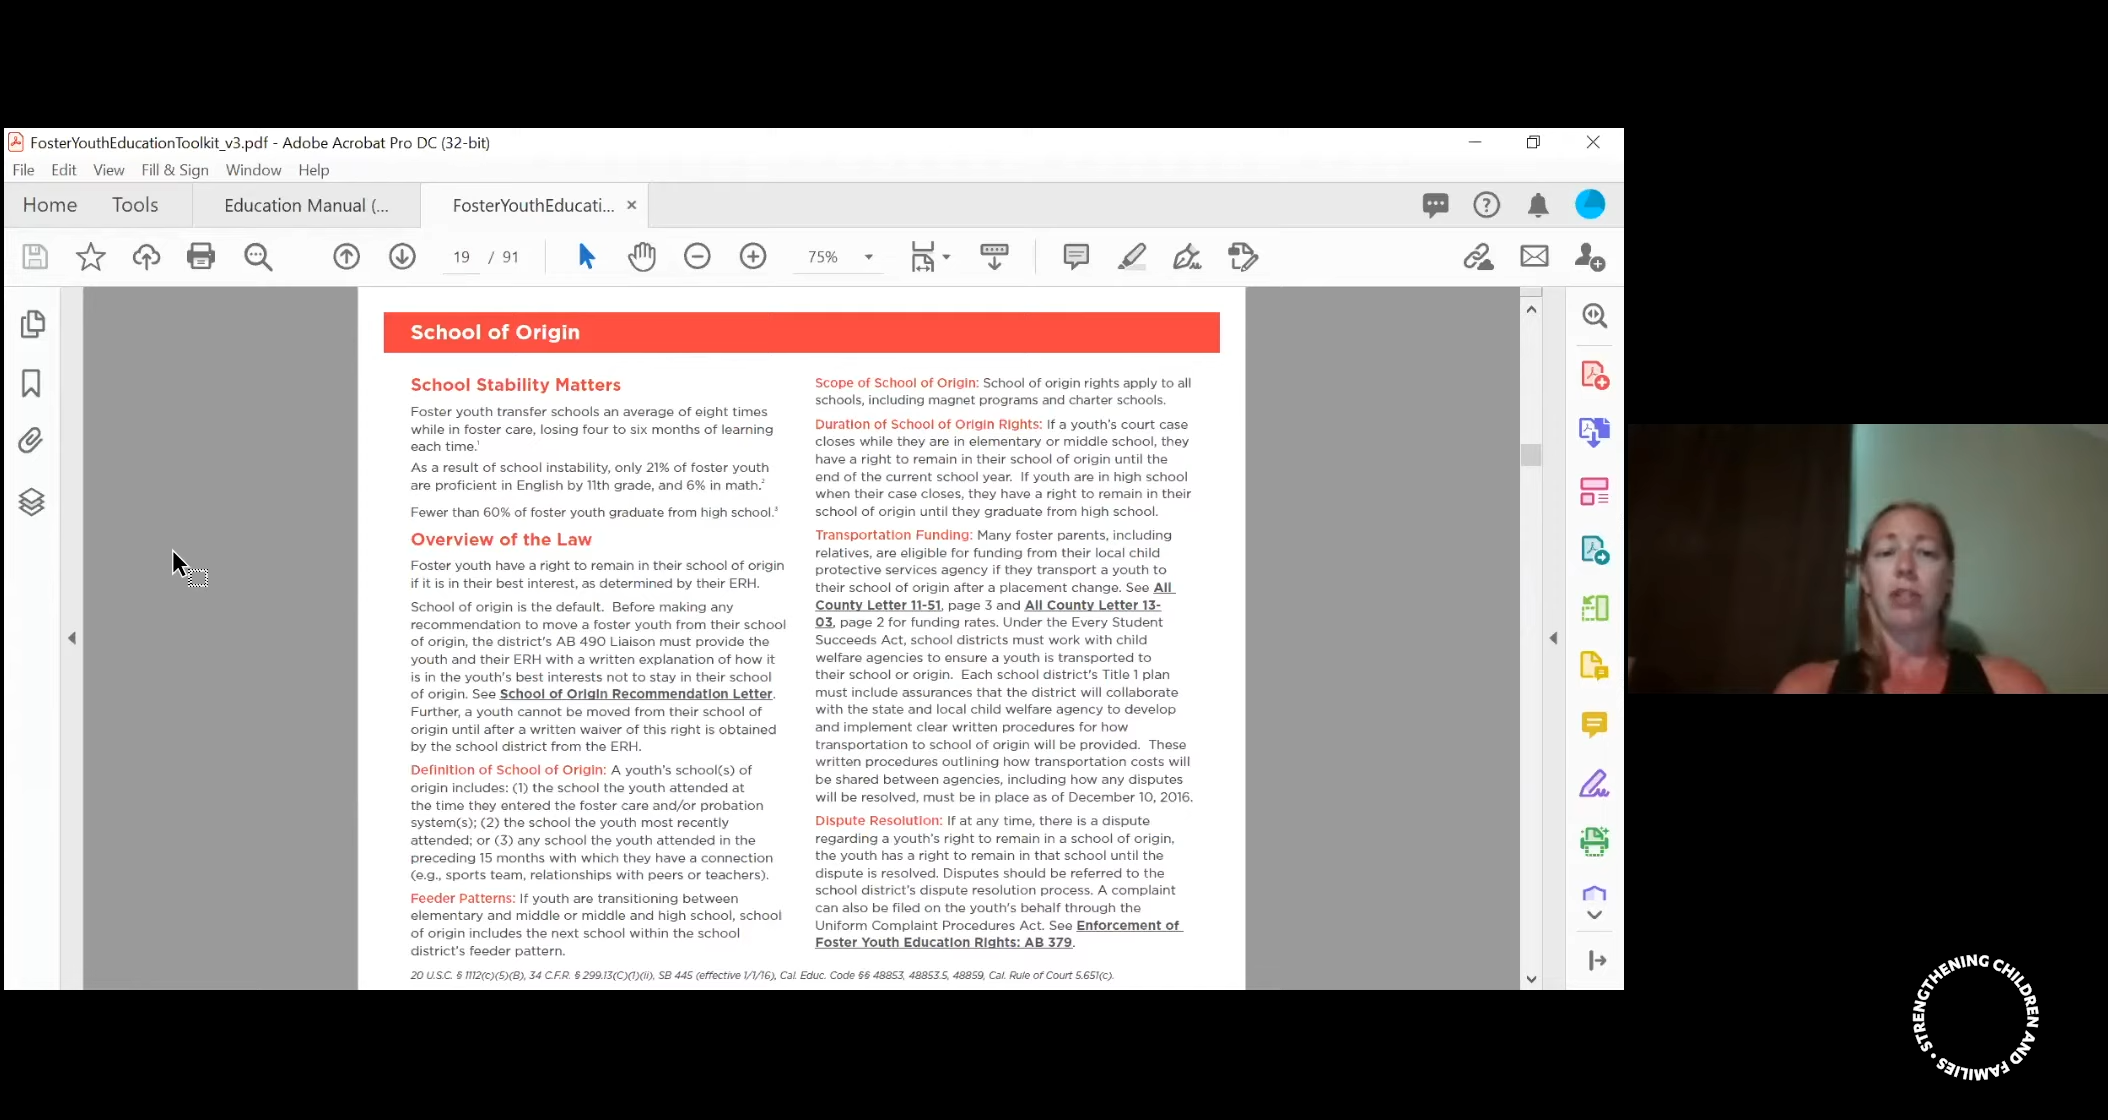 FosterYouthEducationToolkit_v3.pdf - Adobe Acrobat Pro DC (32-bit)
File Edit View Fill & Sign Window Help
Home Tools Education Manual (... FosterYouthEducati... ×
19 / 91 75%
School of Origin
School Stability Matters
Foster youth transfer schools an average of eight times
while in foster care, losing four to six months of learning
each time.¹
As a result of school instability, only 21% of foster youth
are proficient in English by 11th grade, and 6% in math.²
Fewer than 60% of foster youth graduate from high school.³
Overview of the Law
Foster youth have a right to remain in their school of origin
if it is in their best interest, as determined by their ERH.
School of origin is the default. Before making any
recommendation to move a foster youth from their school
of origin, the district's AB 490 Liaison must provide the
youth and their ERH with a written explanation of how it
is in the youth's best interests not to stay in their school
of origin. See School of Origin Recommendation Letter.
Further, a youth cannot be moved from their school of
origin until after a written waiver of this right is obtained
by the school district from the ERH.
Definition of School of Origin: A youth's school(s) of
origin includes: (1) the school the youth attended at
the time they entered the foster care and/or probation
system(s); (2) the school the youth most recently
attended; or (3) any school the youth attended in the
preceding 15 months with which they have a connection
(e.g., sports team, relationships with peers or teachers).
Feeder Patterns: If youth are transitioning between
elementary and middle or middle and high school, school
of origin includes the next school within the school
district's feeder pattern.
Scope of School of Origin: School of origin rights apply to all
schools, including magnet programs and charter schools.
Duration of School of Origin Rights: If a youth's court case
closes while they are in elementary or middle school, they
have a right to remain in their school of origin until the
end of the current school year. If youth are in high school
when their case closes, they have a right to remain in their
school of origin until they graduate from high school.
Transportation Funding: Many foster parents, including
relatives, are eligible for funding from their local child
protective services agency if they transport a youth to
their school of origin after a placement change. See All
County Letter 11-51, page 3 and All County Letter 13-
03, page 2 for funding rates. Under the Every Student
Succeeds Act, school districts must work with child
welfare agencies to ensure a youth is transported to
their school or origin. Each school district's Title 1 plan
must include assurances that the district will collaborate
with the state and local child welfare agency to develop
and implement clear written procedures for how
transportation to school of origin will be provided. These
written procedures outlining how transportation costs will
be shared between agencies, including how any disputes
will be resolved, must be in place as of December 10, 2016.
Dispute Resolution: If at any time, there is a dispute
regarding a youth's right to remain in a school of origin,
the youth has a right to remain in that school until the
dispute is resolved. Disputes should be referred to the
school district's dispute resolution process. A complaint
can also be filed on the youth's behalf through the
Uniform Complaint Procedures Act. See Enforcement of
Foster Youth Education Rights: AB 379.
20 U.S.C. § 1112(c)(5)(B), 34 C.F.R. § 299.13(C)(1)(ii), SB 445 (effective 1/1/16), Cal. Educ. Code §§ 48853, 48853.5, 48859, Cal. Rule of Court 5.651(c).
STRENGTHENING CHILDREN AND FAMILIES •